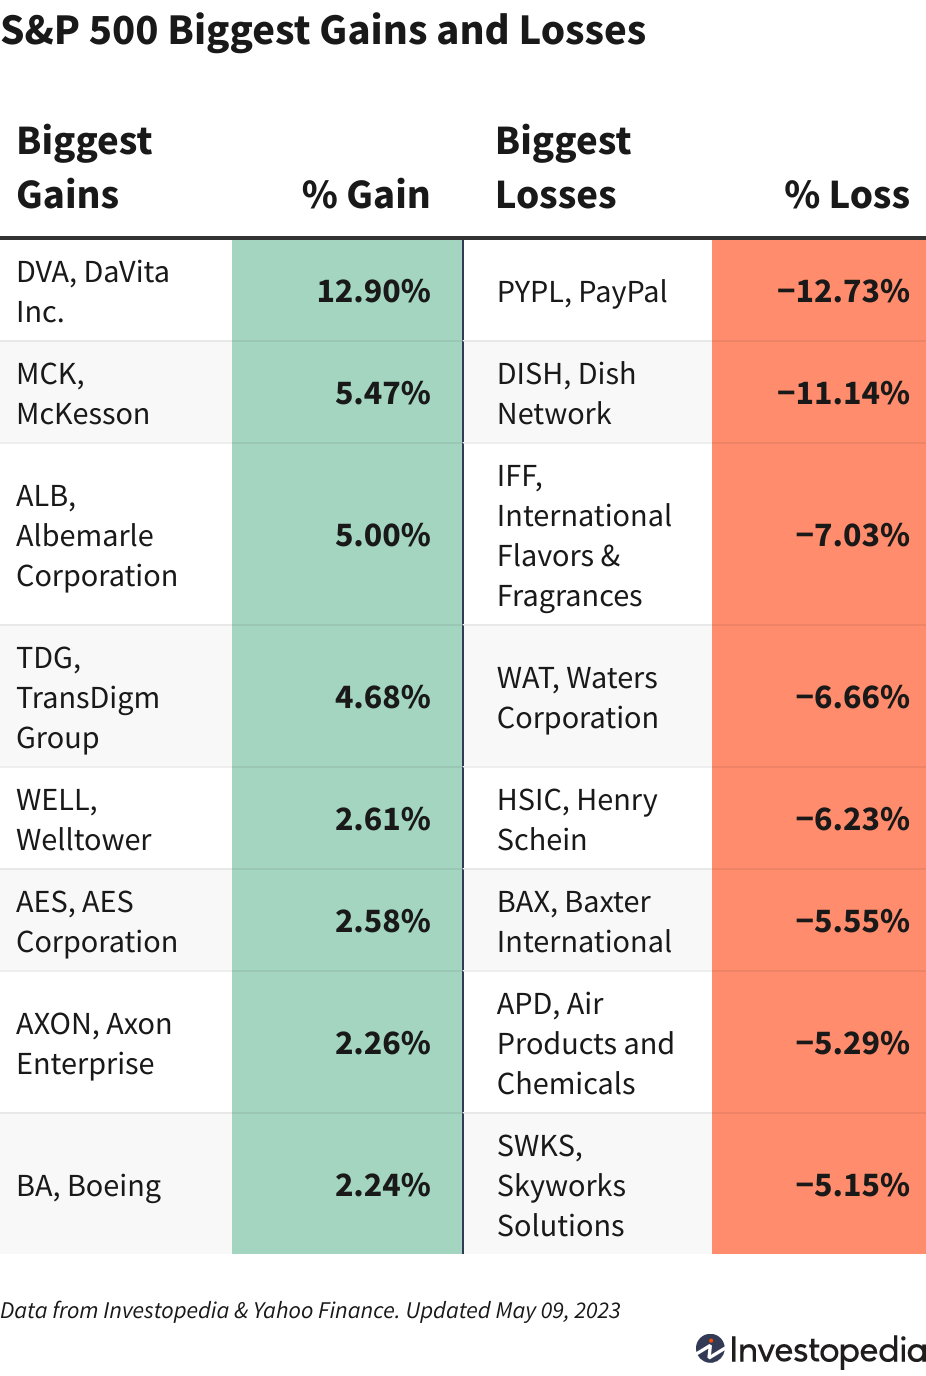 S&P 500 Biggest Gains and Losses
Biggest
Gains
% Gain
Biggest
Losses
% Loss
DVA, DaVita
Inc.
12.90%
PYPL, PayPal
−12.73%
MCK,
McKesson
5.47%
DISH, Dish
Network
−11.14%
ALB,
Albemarle
Corporation
5.00%
IFF,
International
Flavors &
Fragrances
−7.03%
TDG,
TransDigm
Group
4.68%
WAT, Waters
Corporation
−6.66%
WELL,
Welltower
2.61%
HSIC, Henry
Schein
−6.23%
AES, AES
Corporation
2.58%
BAX, Baxter
International
−5.55%
AXON, Axon
Enterprise
2.26%
APD, Air
Products and
Chemicals
−5.29%
BA, Boeing
2.24%
SWKS,
Skyworks
Solutions
−5.15%
Data from Investopedia & Yahoo Finance. Updated May 09, 2023
Investopedia